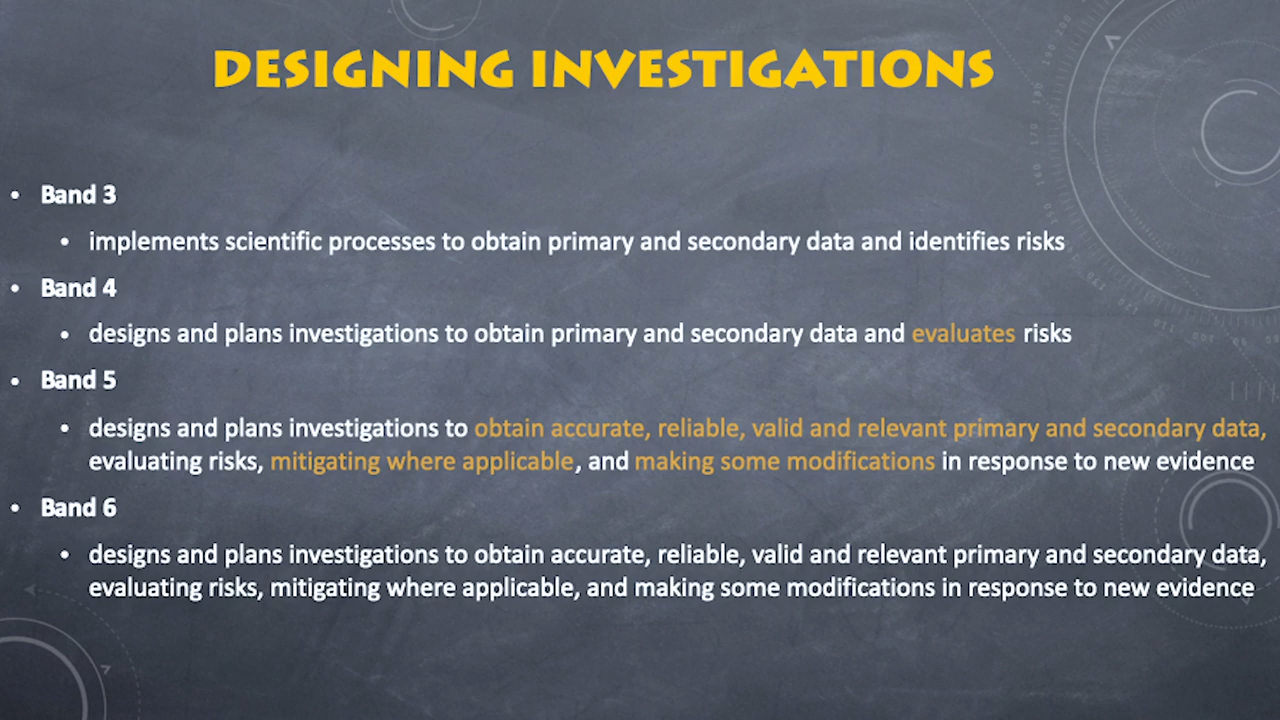 DESIGNING INVESTIGATIONS
• Band 3
• implements scientific processes to obtain primary and secondary data and identifies risks
• Band 4
• designs and plans investigations to obtain primary and secondary data and evaluates risks
• Band 5
• designs and plans investigations to obtain accurate, reliable, valid and relevant primary and secondary data,
evaluating risks, mitigating where applicable, and making some modifications in response to new evidence
• Band 6
• designs and plans investigations to obtain accurate, reliable, valid and relevant primary and secondary data,
evaluating risks, mitigating where applicable, and making some modifications in response to new evidence